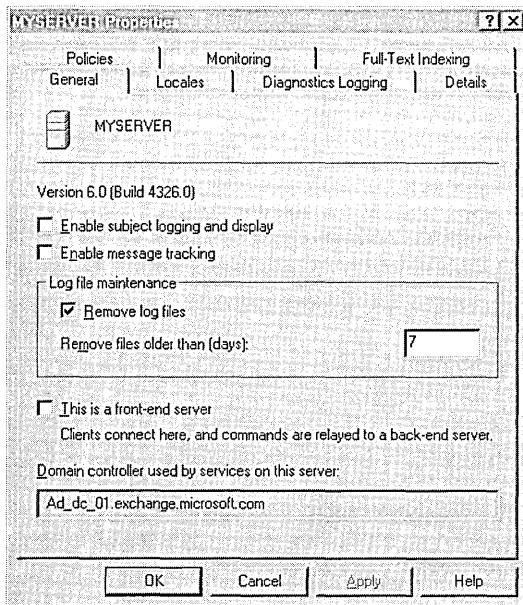 MYSERVER Properties
? ×
Policies Monitoring Full-Text Indexing
General Locales Diagnostics Logging Details
MYSERVER
Version 6.0 (Build 4326.0)
Enable subject logging and display
Enable message tracking
Log file maintenance
Remove log files
Remove files older than (days): 7
This is a front-end server
Clients connect here, and commands are relayed to a back-end server.
Domain controller used by services on this server:
Ad_dc_01.exchange.microsoft.com
OK Cancel Apply Help